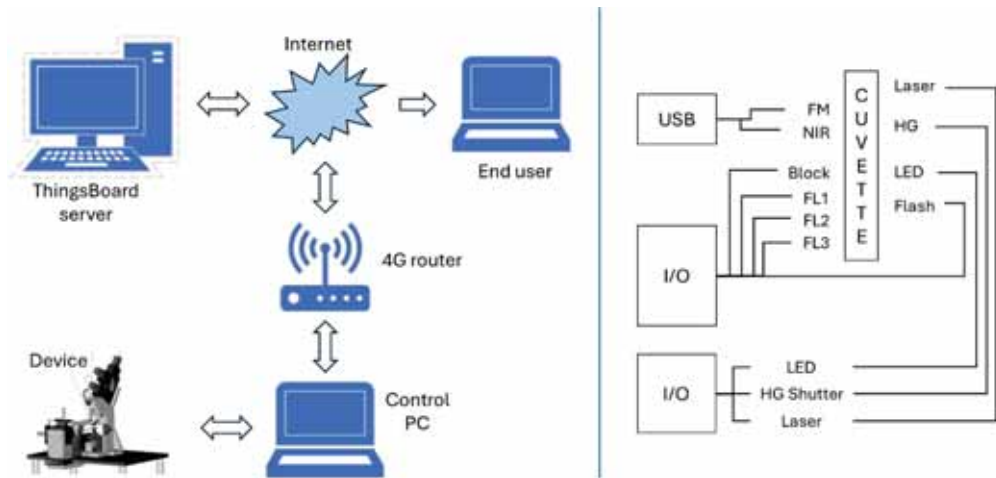 Internet
ThingsBoard
server
End user
4G router
Device
Control
PC
USB
FM
NIR
Block
FL1
FL2
FL3
I/O
CUVETTE
Laser
HG
LED
Flash
I/O
LED
HG Shutter
Laser